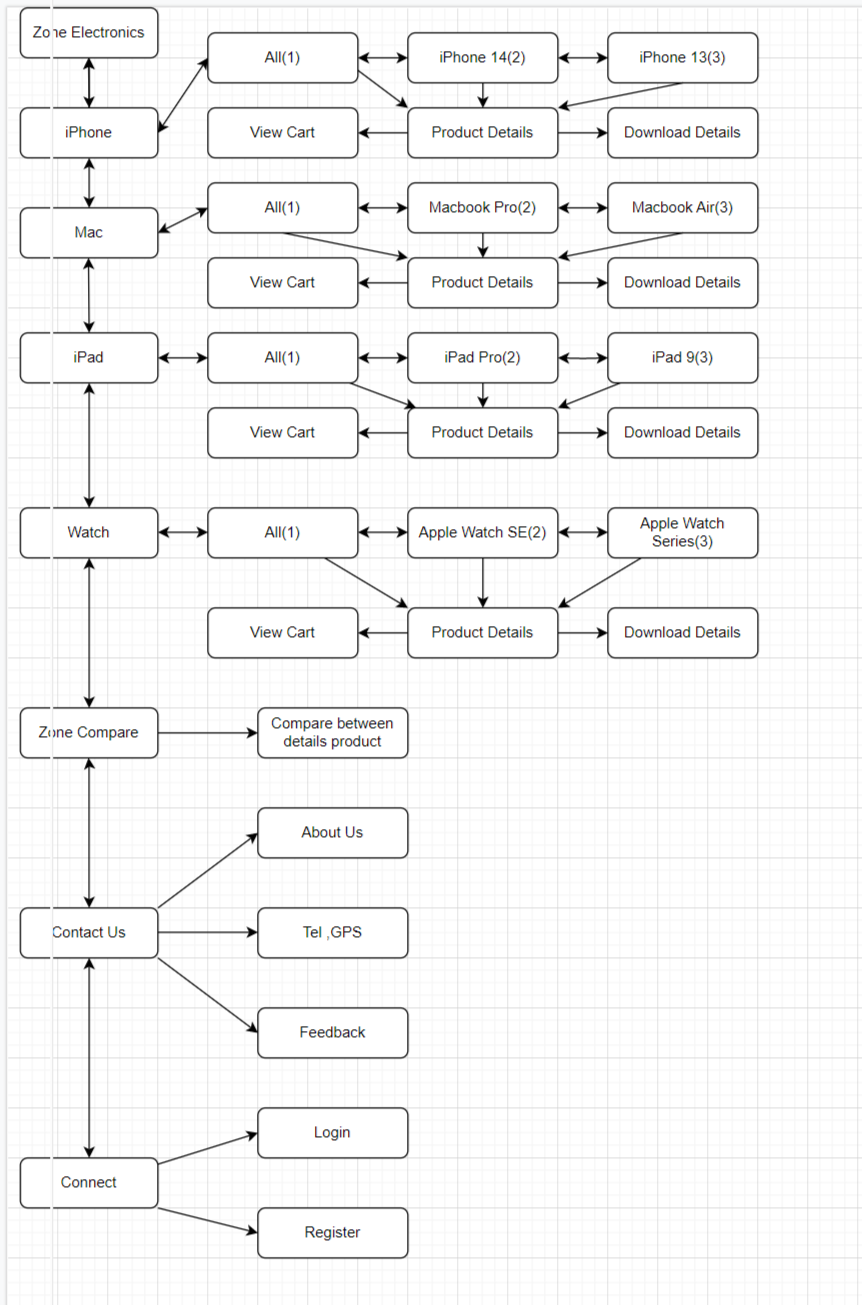 Zone Electronics
All(1)
iPhone 14(2)
iPhone 13(3)
iPhone
View Cart
Product Details
Download Details
Mac
All(1)
Macbook Pro(2)
Macbook Air(3)
View Cart
Product Details
Download Details
iPad
All(1)
iPad Pro(2)
iPad 9(3)
View Cart
Product Details
Download Details
Watch
All(1)
Apple Watch SE(2)
Apple Watch
Series(3)
View Cart
Product Details
Download Details
Zone Compare
Compare between
details product
About Us
Contact Us
Tel ,GPS
Feedback
Login
Connect
Register